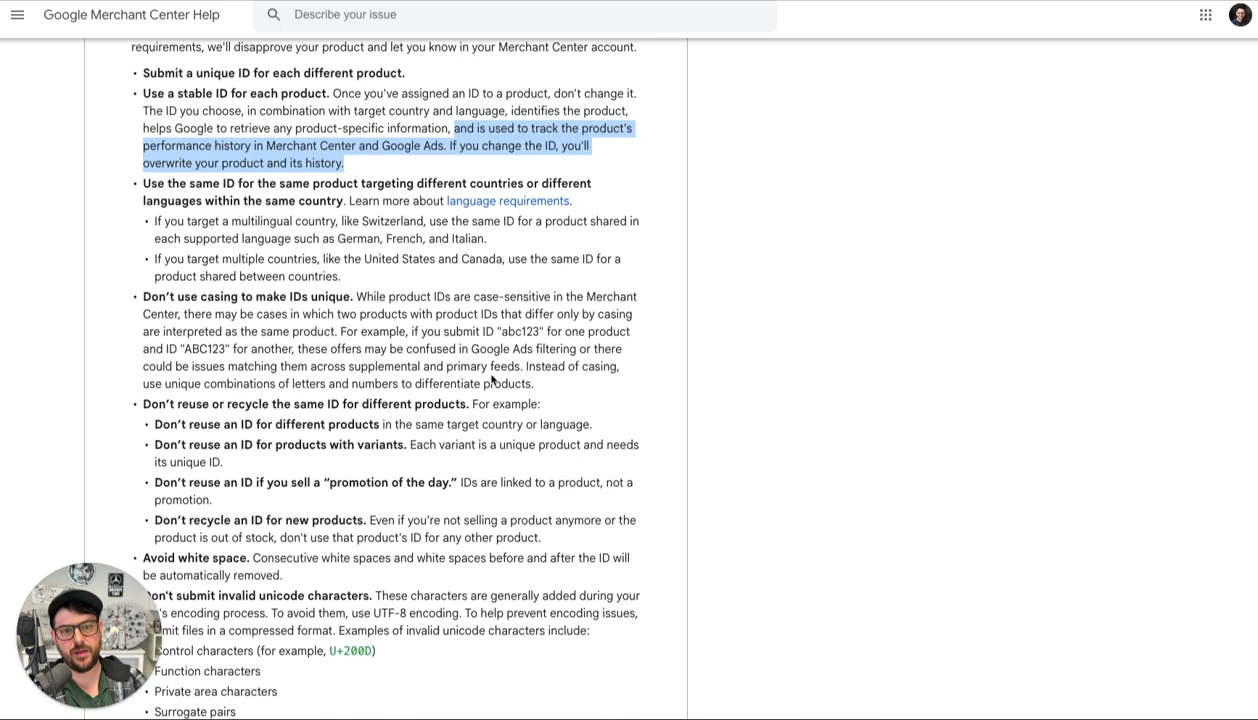 Google Merchant Center Help
Describe your issue
requirements, we'll disapprove your product and let you know in your Merchant Center account.
• Submit a unique ID for each different product.
• Use a stable ID for each product. Once you've assigned an ID to a product, don't change it.
The ID you choose, in combination with target country and language, identifies the product,
helps Google to retrieve any product-specific information, and is used to track the product's
performance history in Merchant Center and Google Ads. If you change the ID, you'll
overwrite your product and its history.
• Use the same ID for the same product targeting different countries or different
languages within the same country. Learn more about language requirements.
• If you target a multilingual country, like Switzerland, use the same ID for a product shared in
each supported language such as German, French, and Italian.
• If you target multiple countries, like the United States and Canada, use the same ID for a
product shared between countries.
• Don’t use casing to make IDs unique. While product IDs are case-sensitive in the Merchant
Center, there may be cases in which two products with product IDs that differ only by casing
are interpreted as the same product. For example, if you submit ID "abc123" for one product
and ID "ABC123" for another, these offers may be confused in Google Ads filtering or there
could be issues matching them across supplemental and primary feeds. Instead of casing,
use unique combinations of letters and numbers to differentiate products.
• Don’t reuse or recycle the same ID for different products. For example:
• Don’t reuse an ID for different products in the same target country or language.
• Don’t reuse an ID for products with variants. Each variant is a unique product and needs
its unique ID.
• Don’t reuse an ID if you sell a “promotion of the day.” IDs are linked to a product, not a
promotion.
• Don’t recycle an ID for new products. Even if you’re not selling a product anymore or the
product is out of stock, don't use that product's ID for any other product.
• Avoid white space. Consecutive white spaces and white spaces before and after the ID will
be automatically removed.
Don't submit invalid unicode characters. These characters are generally added during your
's encoding process. To avoid them, use UTF-8 encoding. To help prevent encoding issues,
mit files in a compressed format. Examples of invalid unicode characters include:
Control characters (for example, U+200D)
Function characters
• Private area characters
• Surrogate pairs